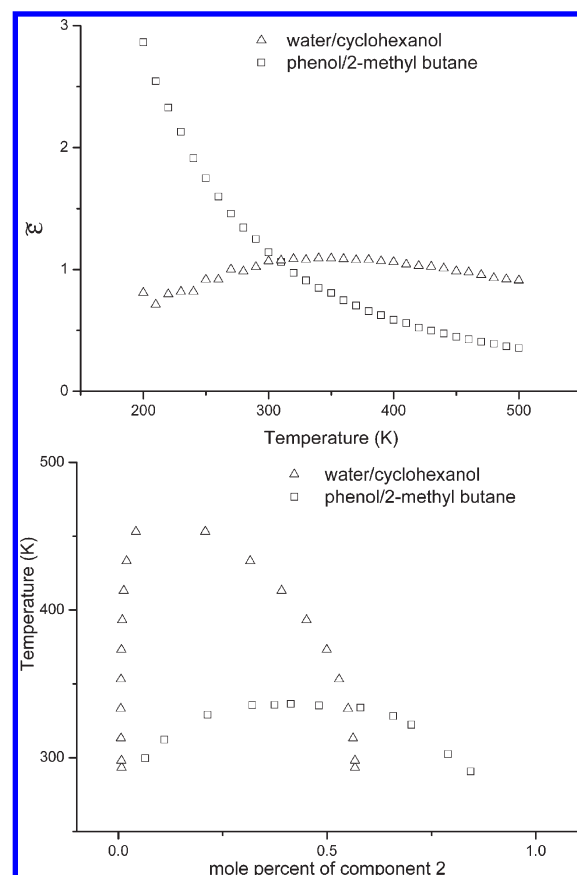 3
water/cyclohexanol
phenol/2-methyl butane
2
ε̃
1
0
200 300 400 500
Temperature (K)
500
water/cyclohexanol
phenol/2-methyl butane
Temperature (K)
400
300
0.0 0.5 1.0
mole percent of component 2